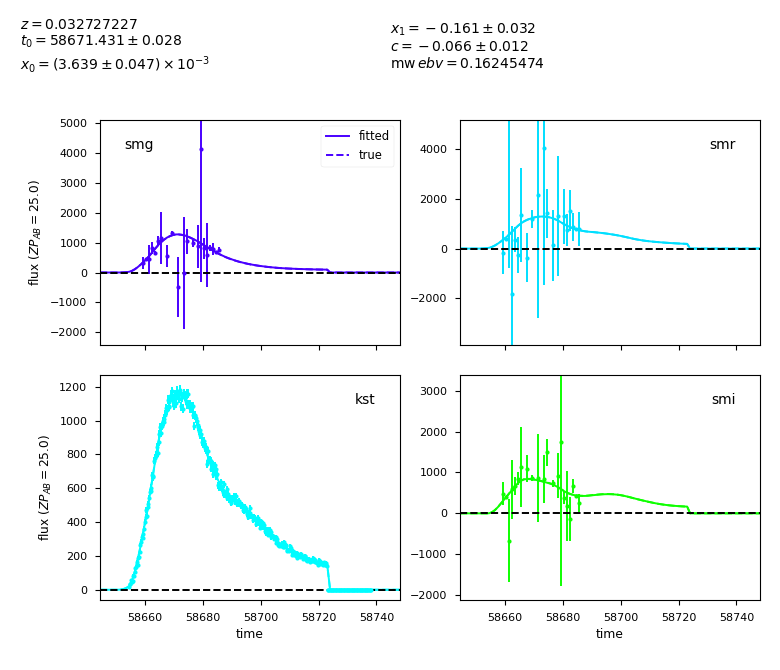 z = 0.032727227
t₀ = 58671.431 ± 0.028
x₀ = (3.639 ± 0.047) × 10⁻³
x₁ = −0.161 ± 0.032
c = −0.066 ± 0.012
mw ebv = 0.16245474
smg
fitted
true
5000
4000
3000
2000
1000
0
−1000
−2000
flux (ZP_AB = 25.0)
smr
4000
2000
0
−2000
kst
1200
1000
800
600
400
200
0
flux (ZP_AB = 25.0)
58660 58680 58700 58720 58740
time
smi
3000
2000
1000
0
−1000
−2000
58660 58680 58700 58720 58740
time